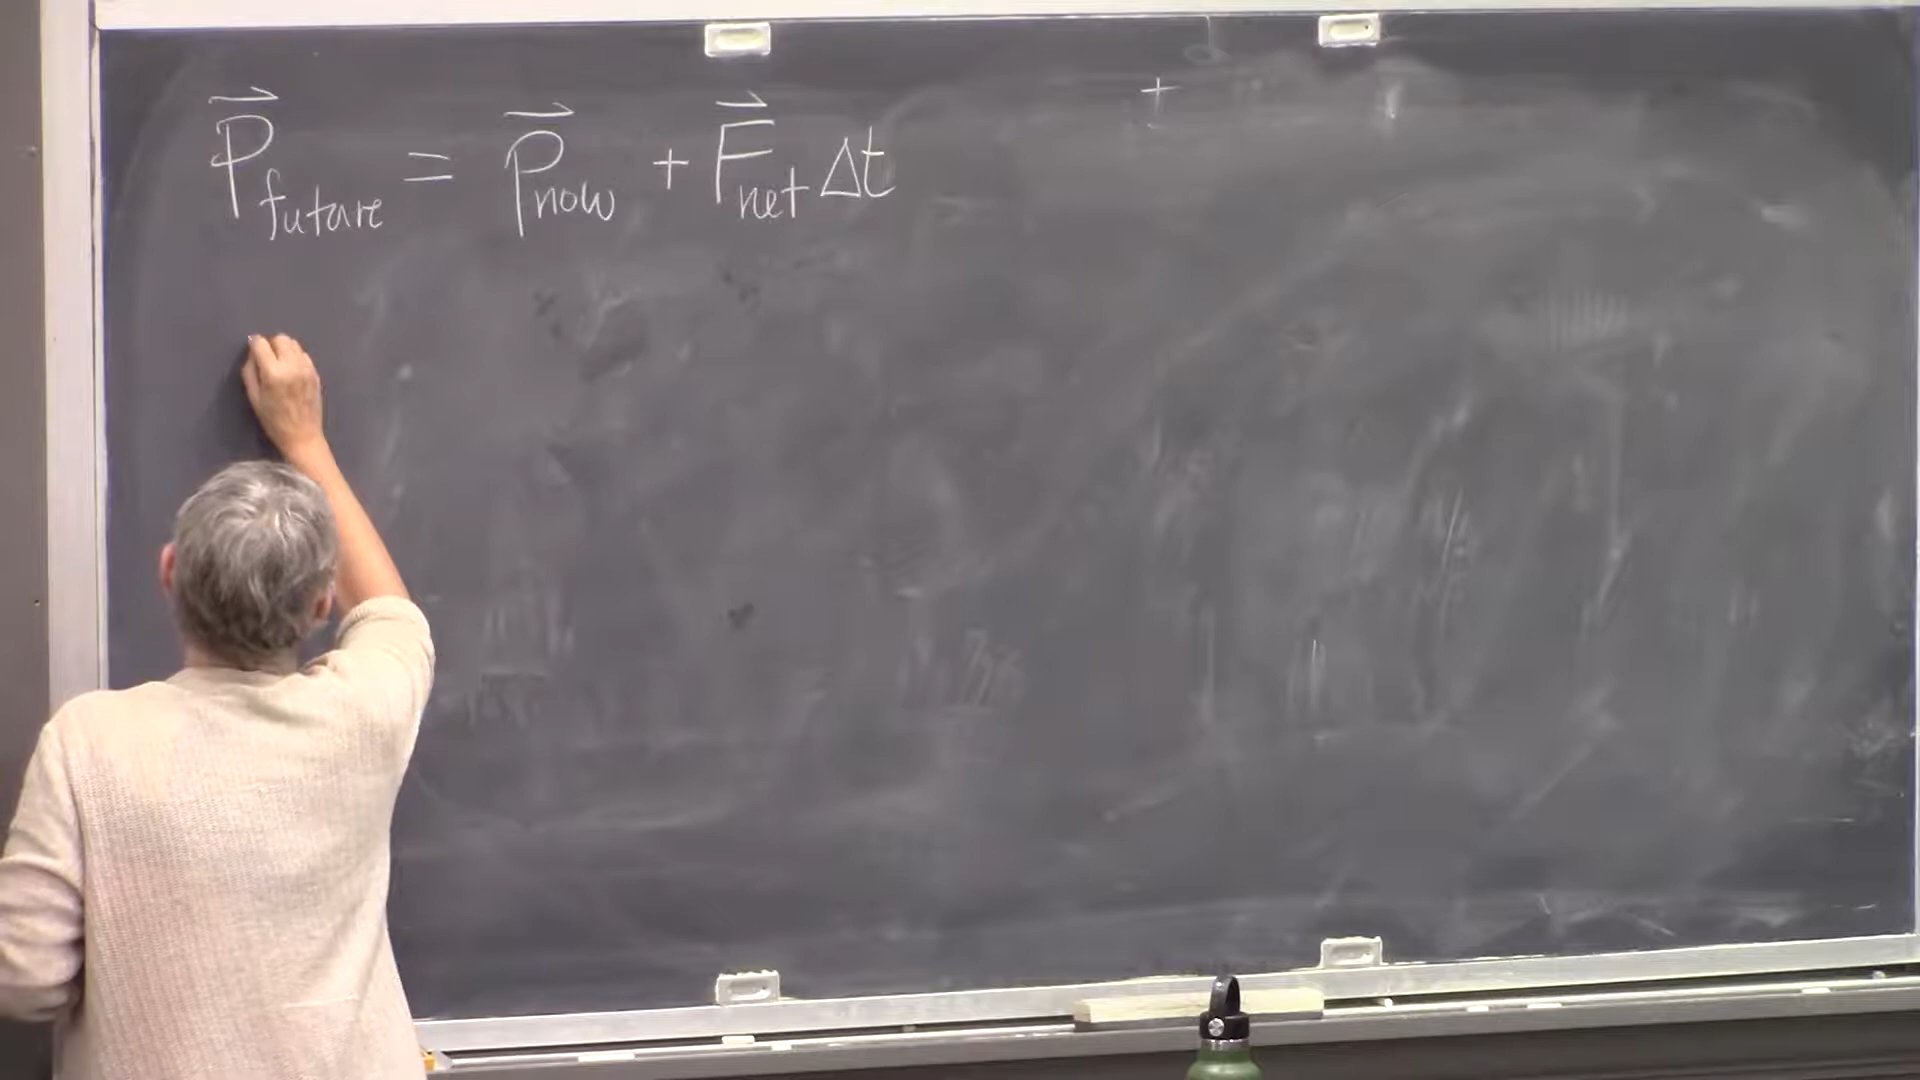 P⃗future = p⃗now + F⃗net Δt
+